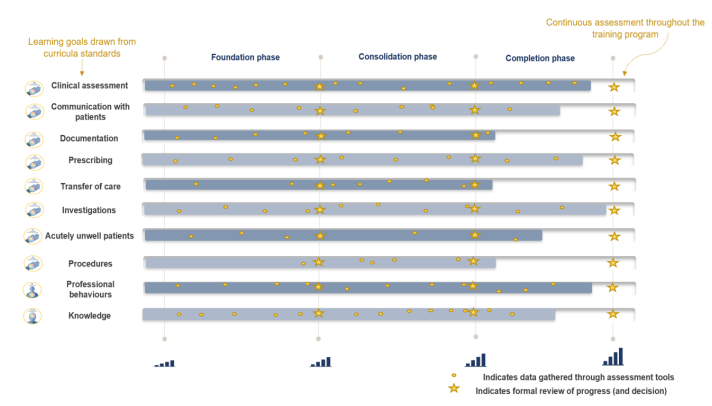 Continuous assessment throughout the
training program
Learning goals drawn from
curricula standards
Foundation phase
Consolidation phase
Completion phase
Clinical assessment
Communication with
patients
Documentation
Prescribing
Transfer of care
Investigations
Acutely unwell patients
Procedures
Professional
behaviours
Knowledge
Indicates data gathered through assessment tools
Indicates formal review of progress (and decision)